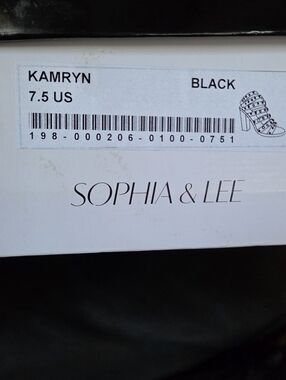 KAMRYN BLACK
7.5 US
198-000206-0100-0751
SOPHIA & LEE